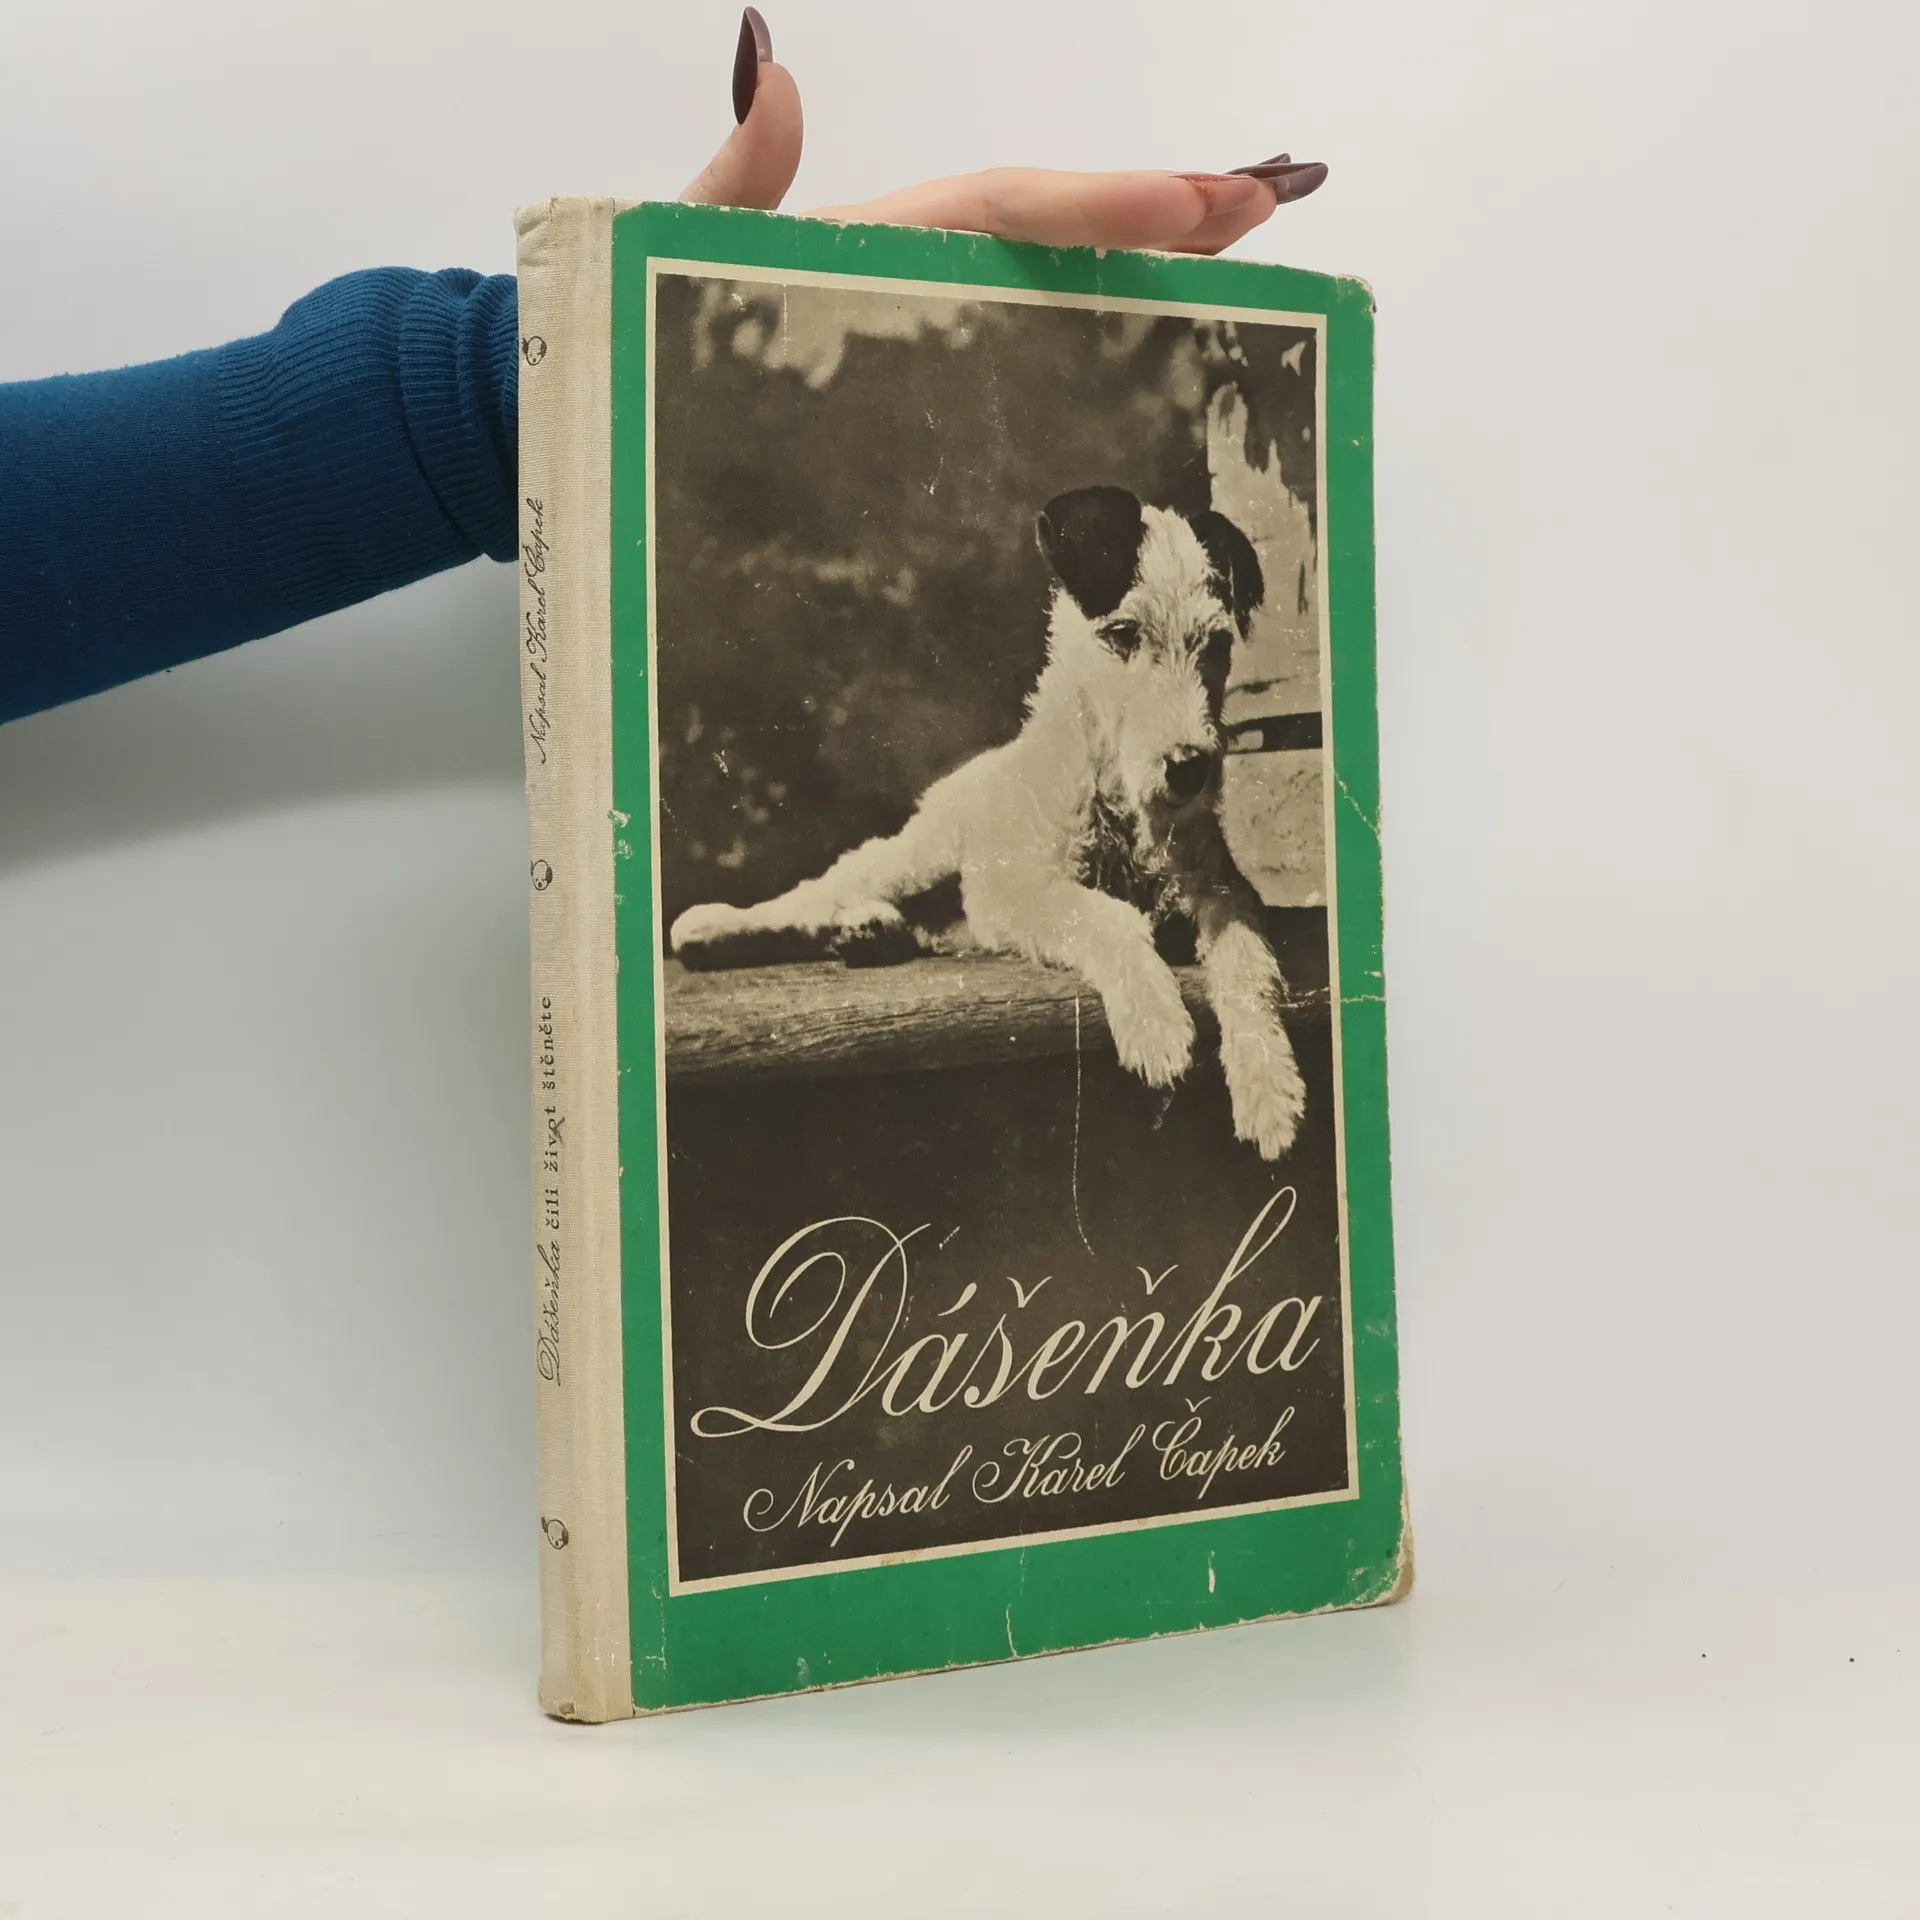 Dášeňka
Napsal Karel Čapek
Dášeňka čili život štěněte
Napsal Karel Čapek